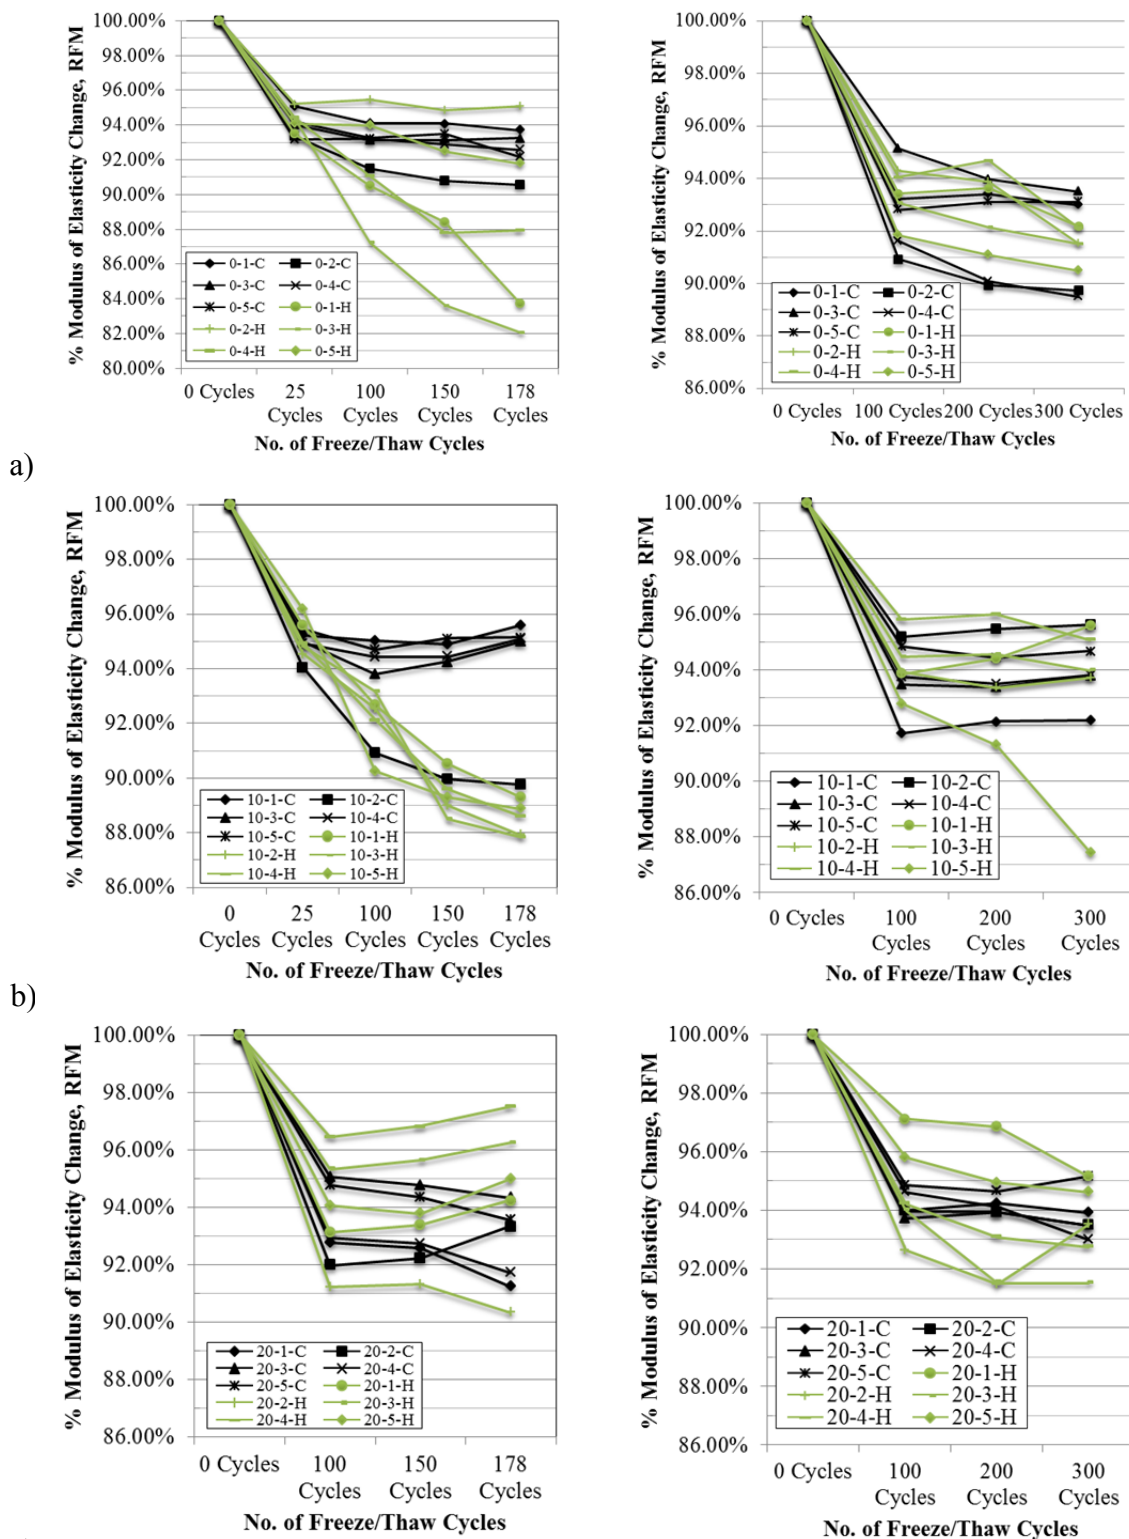 100.00%
98.00%
96.00%
94.00%
92.00%
90.00%
88.00%
86.00%
84.00%
82.00%
80.00%
% Modulus of Elasticity Change, RFM
0-1-C 0-2-C
0-3-C 0-4-C
0-5-C 0-1-H
0-2-H 0-3-H
0-4-H 0-5-H
0 Cycles 25 100 150 178
Cycles Cycles Cycles Cycles
No. of Freeze/Thaw Cycles
100.00%
98.00%
96.00%
94.00%
92.00%
90.00%
88.00%
86.00%
% Modulus of Elasticity Change, RFM
0-1-C 0-2-C
0-3-C 0-4-C
0-5-C 0-1-H
0-2-H 0-3-H
0-4-H 0-5-H
0 Cycles 100 Cycles 200 Cycles 300 Cycles
No. of Freeze/Thaw Cycles
a)
100.00%
98.00%
96.00%
94.00%
92.00%
90.00%
88.00%
86.00%
% Modulus of Elasticity Change, RFM
10-1-C 10-2-C
10-3-C 10-4-C
10-5-C 10-1-H
10-2-H 10-3-H
10-4-H 10-5-H
0 25 100 150 178
Cycles Cycles Cycles Cycles Cycles
No. of Freeze/Thaw Cycles
100.00%
98.00%
96.00%
94.00%
92.00%
90.00%
88.00%
86.00%
% Modulus of Elasticity Change, RFM
10-1-C 10-2-C
10-3-C 10-4-C
10-5-C 10-1-H
10-2-H 10-3-H
10-4-H 10-5-H
0 Cycles 100 200 300
Cycles Cycles Cycles
No. of Freeze/Thaw Cycles
b)
100.00%
98.00%
96.00%
94.00%
92.00%
90.00%
88.00%
86.00%
% Modulus of Elasticity Change, RFM
20-1-C 20-2-C
20-3-C 20-4-C
20-5-C 20-1-H
20-2-H 20-3-H
20-4-H 20-5-H
0 Cycles 100 150 178
Cycles Cycles Cycles
No. of Freeze/Thaw Cycles
100.00%
98.00%
96.00%
94.00%
92.00%
90.00%
88.00%
86.00%
% Modulus of Elasticity Change, RFM
20-1-C 20-2-C
20-3-C 20-4-C
20-5-C 20-1-H
20-2-H 20-3-H
20-4-H 20-5-H
0 Cycles 100 200 300
Cycles Cycles Cycles
No. of Freeze/Thaw Cycles